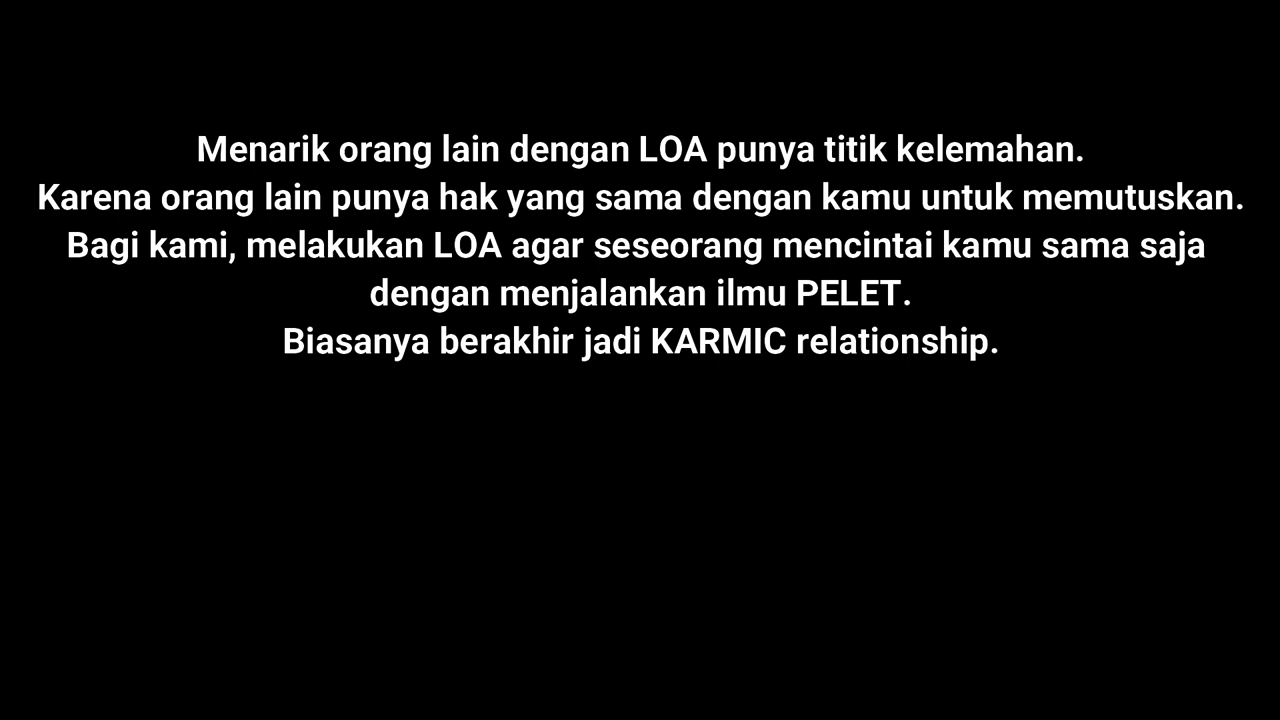 Menarik orang lain dengan LOA punya titik kelemahan.
Karena orang lain punya hak yang sama dengan kamu untuk memutuskan.
Bagi kami, melakukan LOA agar seseorang mencintai kamu sama saja
dengan menjalankan ilmu PELET.
Biasanya berakhir jadi KARMIC relationship.